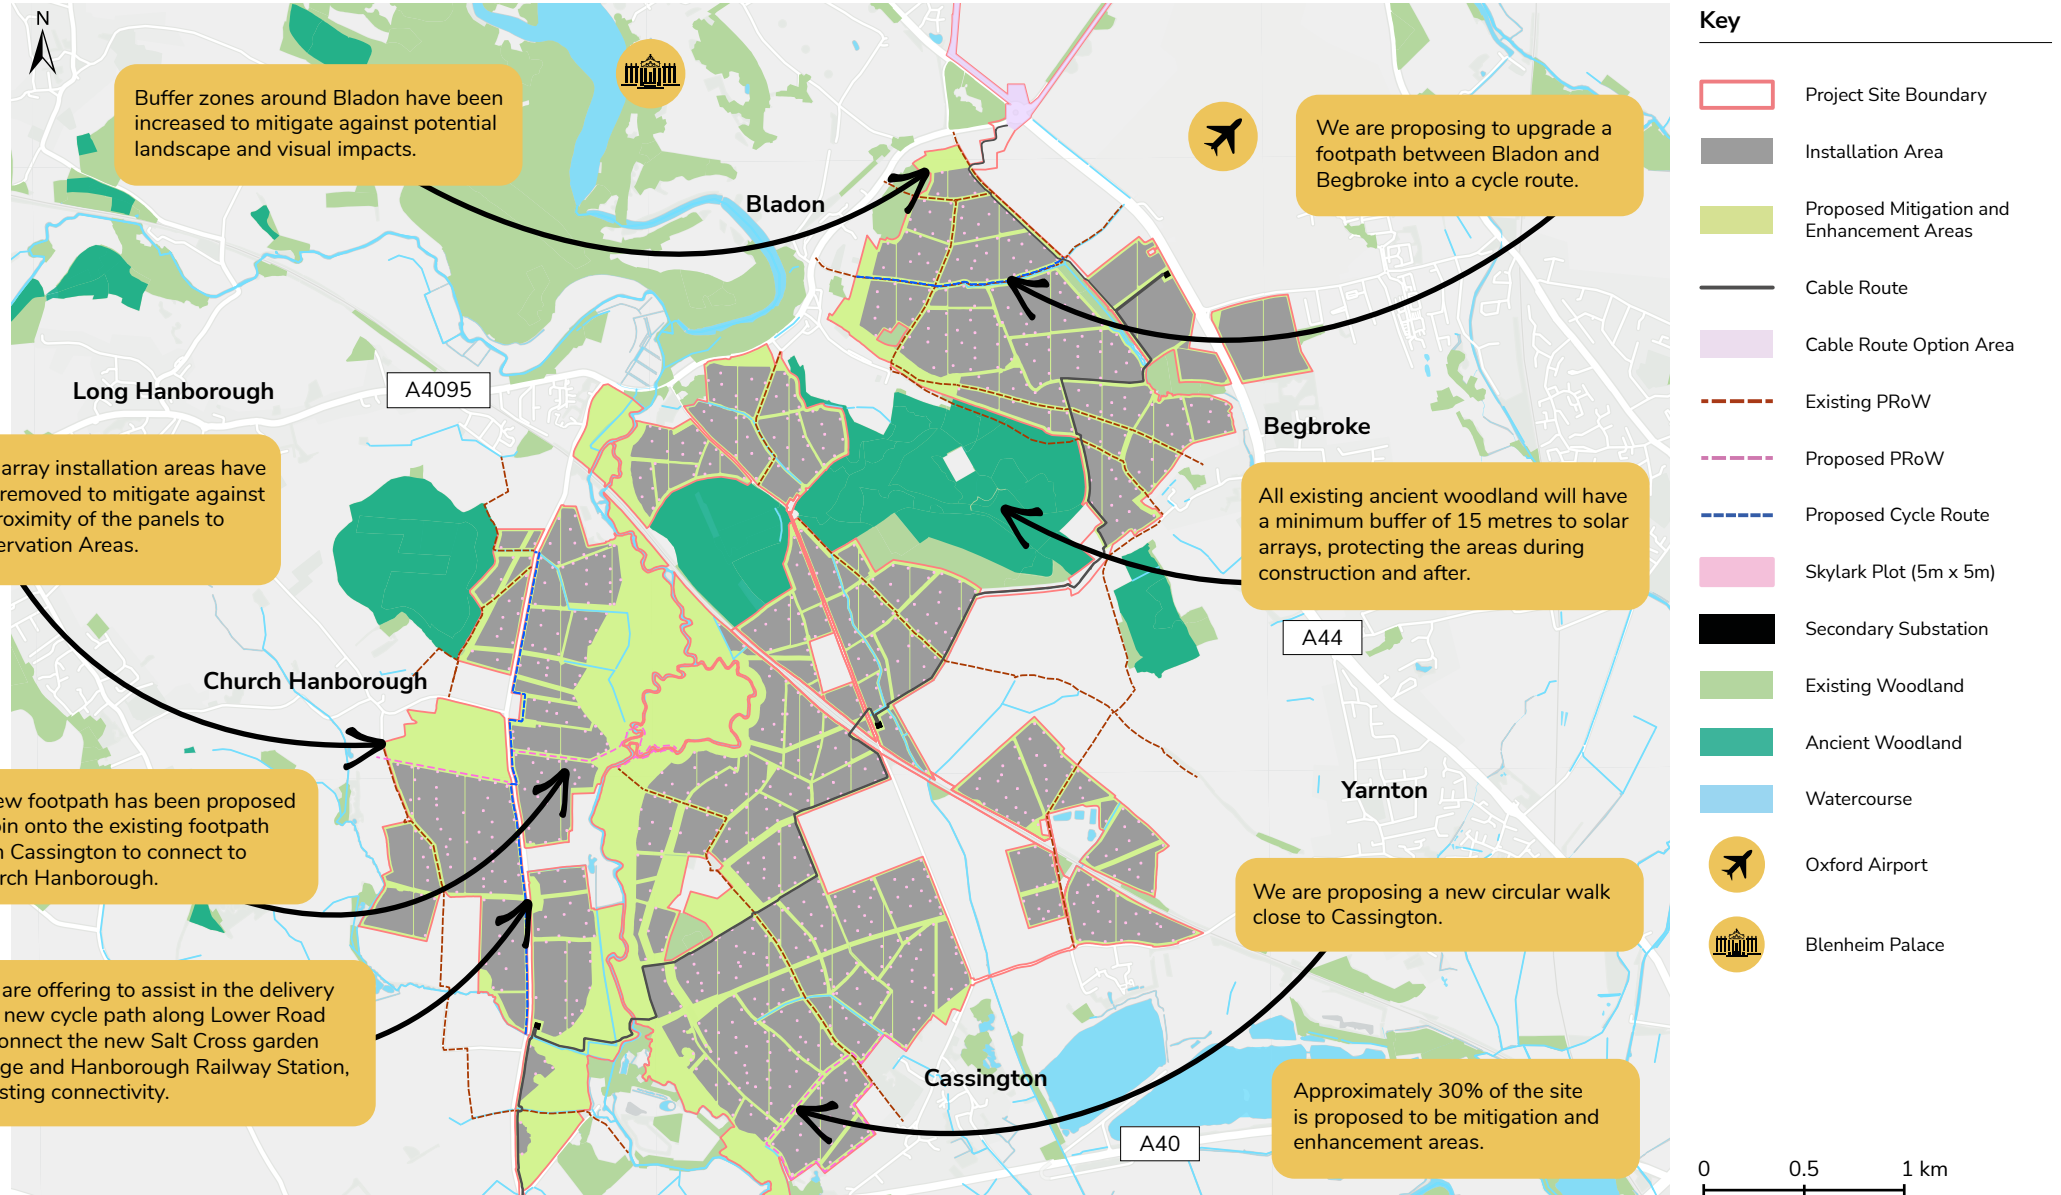 N
Buffer zones around Bladon have been
increased to mitigate against potential
landscape and visual impacts.
We are proposing to upgrade a
footpath between Bladon and
Begbroke into a cycle route.
Bladon
Long Hanborough
A4095
Begbroke
array installation areas have
removed to mitigate against
roximity of the panels to
ervation Areas.
All existing ancient woodland will have
a minimum buffer of 15 metres to solar
arrays, protecting the areas during
construction and after.
A44
Church Hanborough
ew footpath has been proposed
oin onto the existing footpath
n Cassington to connect to
rch Hanborough.
Yarnton
We are proposing a new circular walk
close to Cassington.
are offering to assist in the delivery
new cycle path along Lower Road
onnect the new Salt Cross garden
ge and Hanborough Railway Station,
sting connectivity.
Cassington
A40
Approximately 30% of the site
is proposed to be mitigation and
enhancement areas.
Key
Project Site Boundary
Installation Area
Proposed Mitigation and
Enhancement Areas
Cable Route
Cable Route Option Area
Existing PRoW
Proposed PRoW
Proposed Cycle Route
Skylark Plot (5m x 5m)
Secondary Substation
Existing Woodland
Ancient Woodland
Watercourse
Oxford Airport
Blenheim Palace
0 0.5 1 km